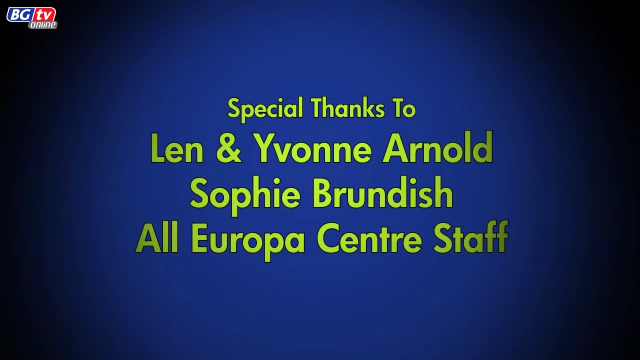 BG tv
online
Special Thanks To
Len & Yvonne Arnold
Sophie Brundish
All Europa Centre Staff